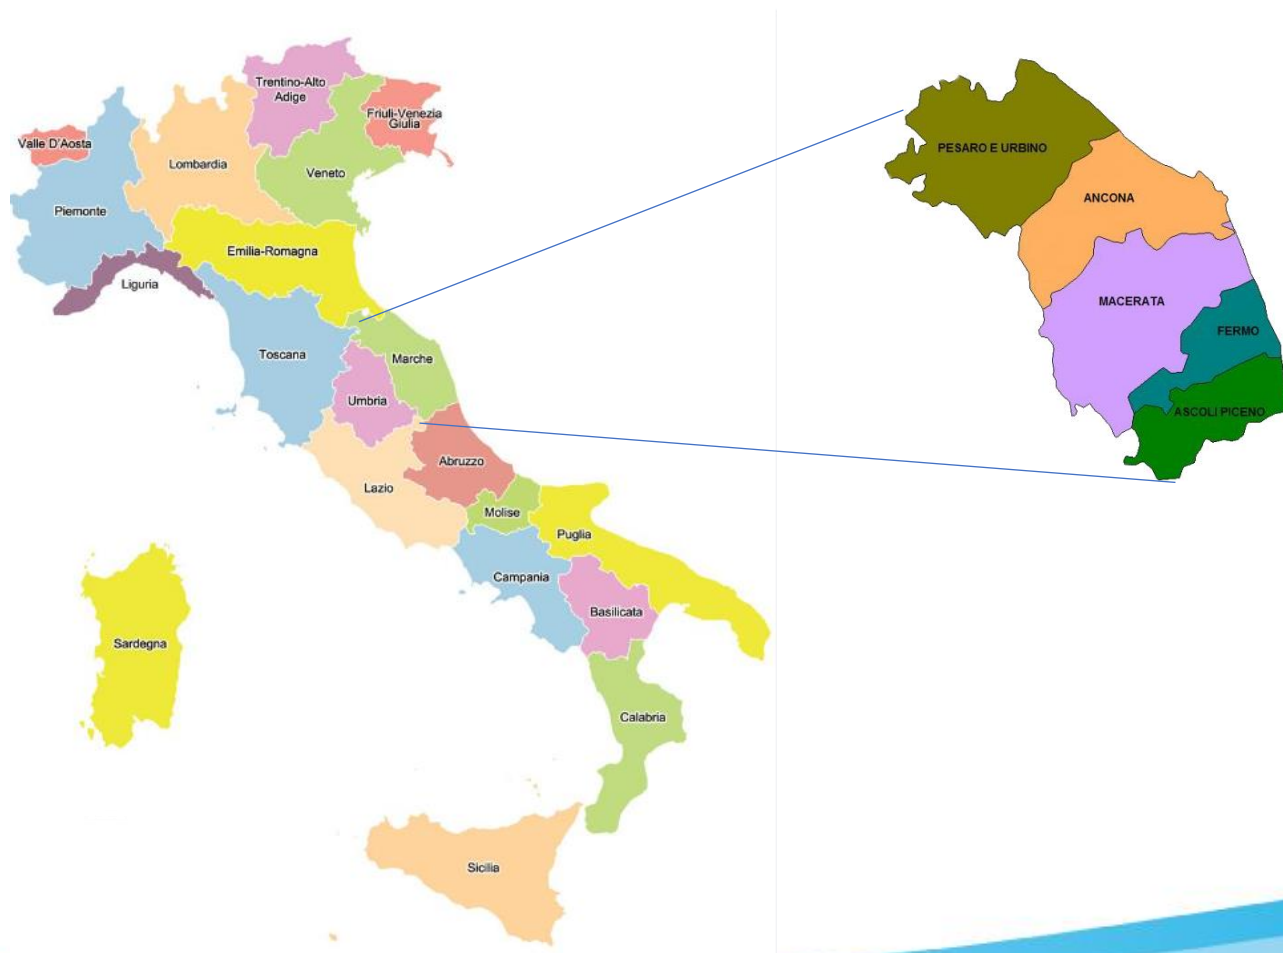 Trentino-Alto
Adige
Friuli-Venezia
Giulia
Valle D'Aosta
Lombardia
Veneto
Piemonte
Emilia-Romagna
Liguria
Toscana
Marche
Umbria
Abruzzo
Lazio
Molise
Puglia
Campania
Basilicata
Sardegna
Calabria
Sicilia
PESARO E URBINO
ANCONA
MACERATA
FERMO
ASCOLI PICENO